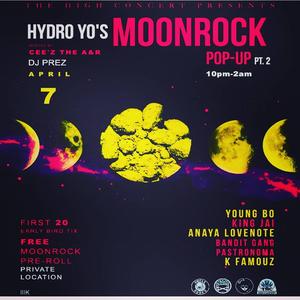 THE HIGH CONCERT PRESENTS
HYDRO YO'S MOONROCK
POP-UP PT. 2
CEE'Z THE A&R
DJ PREZ
10pm-2am
APRIL
7
YOUNG BO
KING JAI
ANAYA LOVENOTE
BANDIT GANG
PASTRONOMA
K FAMOUZ
FIRST 20
EARLY BIRD TIX
FREE
MOONROCK
PRE-ROLL
PRIVATE
LOCATION